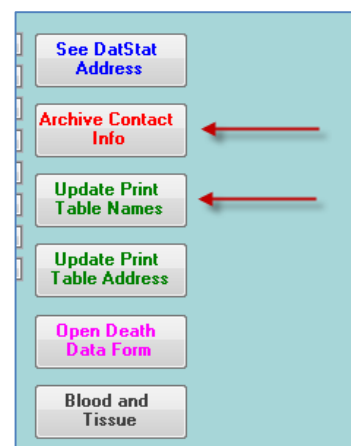 See DatStat
Address
Archive Contact
Info
Update Print
Table Names
Update Print
Table Address
Open Death
Data Form
Blood and
Tissue